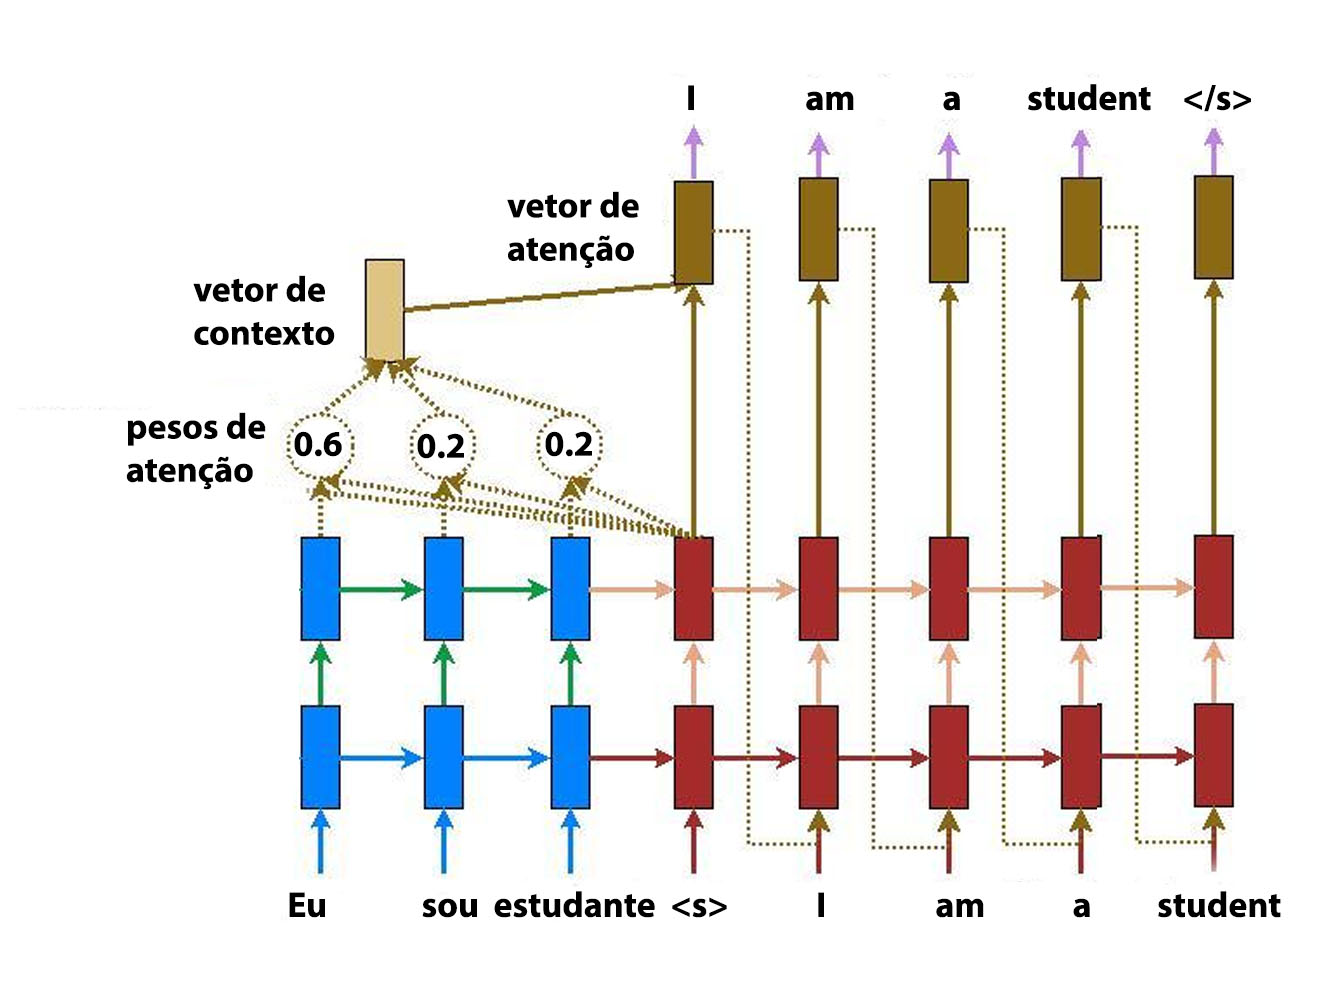 I am a student </s>
vetor de
atenção
vetor de
contexto
pesos de
atenção
0.6 0.2 0.2
Eu sou estudante <s> I am a student